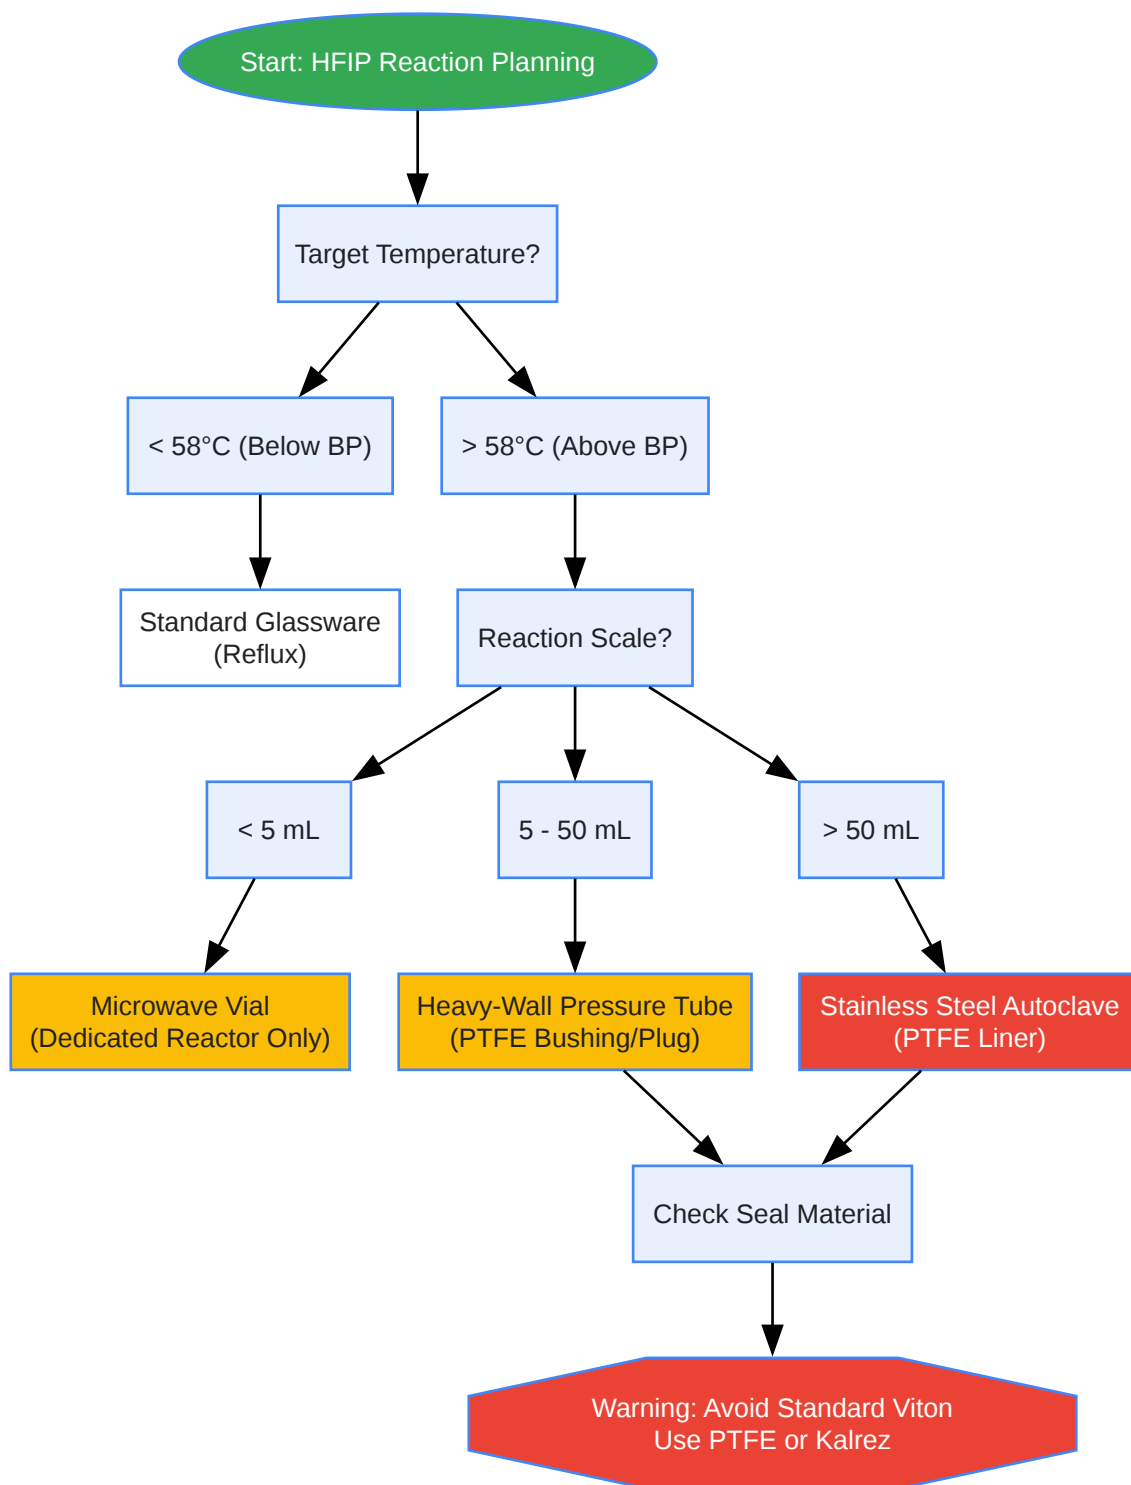 Start: HFIP Reaction Planning
Target Temperature?
< 58°C (Below BP)
> 58°C (Above BP)
Standard Glassware
(Reflux)
Reaction Scale?
< 5 mL
5 - 50 mL
> 50 mL
Microwave Vial
(Dedicated Reactor Only)
Heavy-Wall Pressure Tube
(PTFE Bushing/Plug)
Stainless Steel Autoclave
(PTFE Liner)
Check Seal Material
Warning: Avoid Standard Viton
Use PTFE or Kalrez